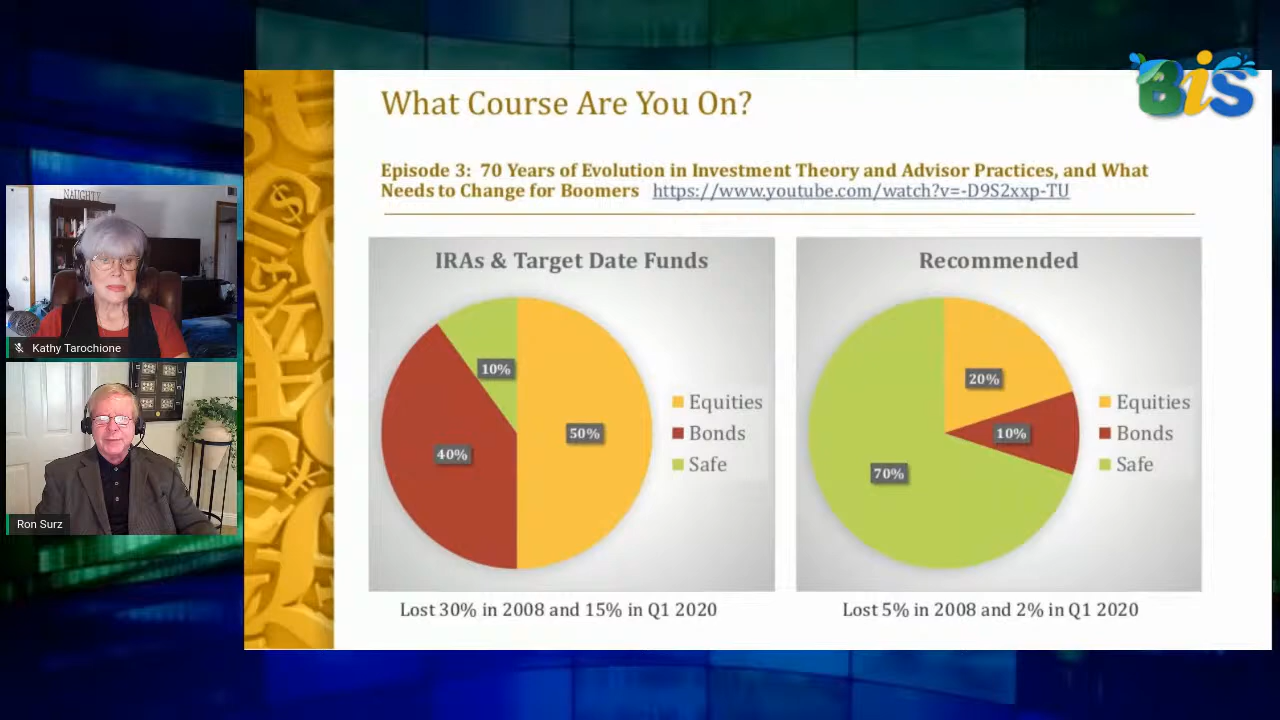 BiS
What Course Are You On?
Episode 3: 70 Years of Evolution in Investment Theory and Advisor Practices, and What
Needs to Change for Boomers https://www.youtube.com/watch?v=-D9S2xxp-TU
NAUGHTY
Kathy Tarochione
Ron Surz
IRAs & Target Date Funds
10%
40%
50%
Equities
Bonds
Safe
Lost 30% in 2008 and 15% in Q1 2020
Recommended
20%
10%
70%
Equities
Bonds
Safe
Lost 5% in 2008 and 2% in Q1 2020